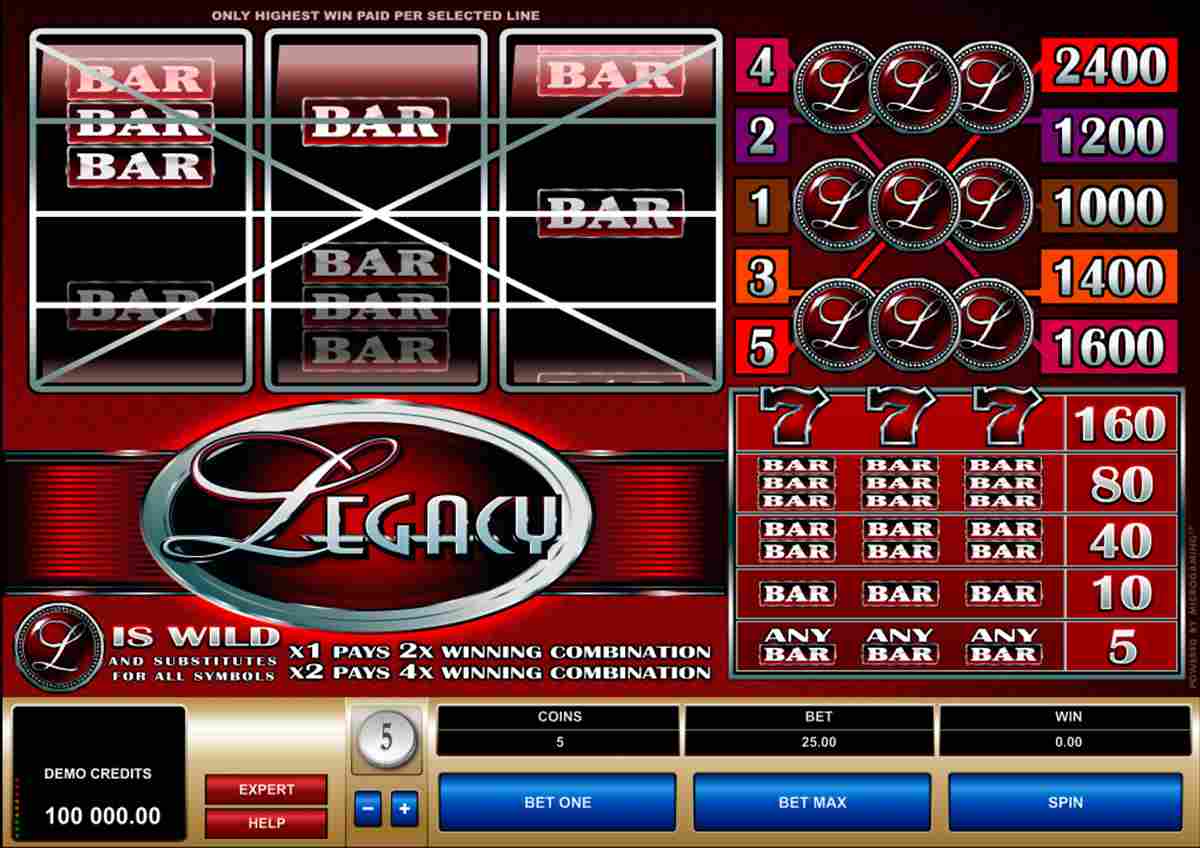 ONLY HIGHEST WIN PAID PER SELECTED LINE
BAR
BAR
BAR
BAR
BAR
BAR
BAR
BAR
BAR
BAR
4 L L L 2400
2 1200
1 L L L 1000
3 1400
5 L L L 1600
LEGACY
7 7 7 160
BAR BAR BAR
BAR BAR BAR 80
BAR BAR BAR
BAR BAR BAR 40
BAR BAR BAR
BAR BAR BAR 10
ANY ANY ANY
BAR BAR BAR 5
L IS WILD
AND SUBSTITUTES
FOR ALL SYMBOLS
X1 PAYS 2X WINNING COMBINATION
X2 PAYS 4X WINNING COMBINATION
POWERED BY MICROGAMING™
DEMO CREDITS
100 000.00
EXPERT
HELP
5
− +
COINS
5
BET
25.00
WIN
0.00
BET ONE
BET MAX
SPIN